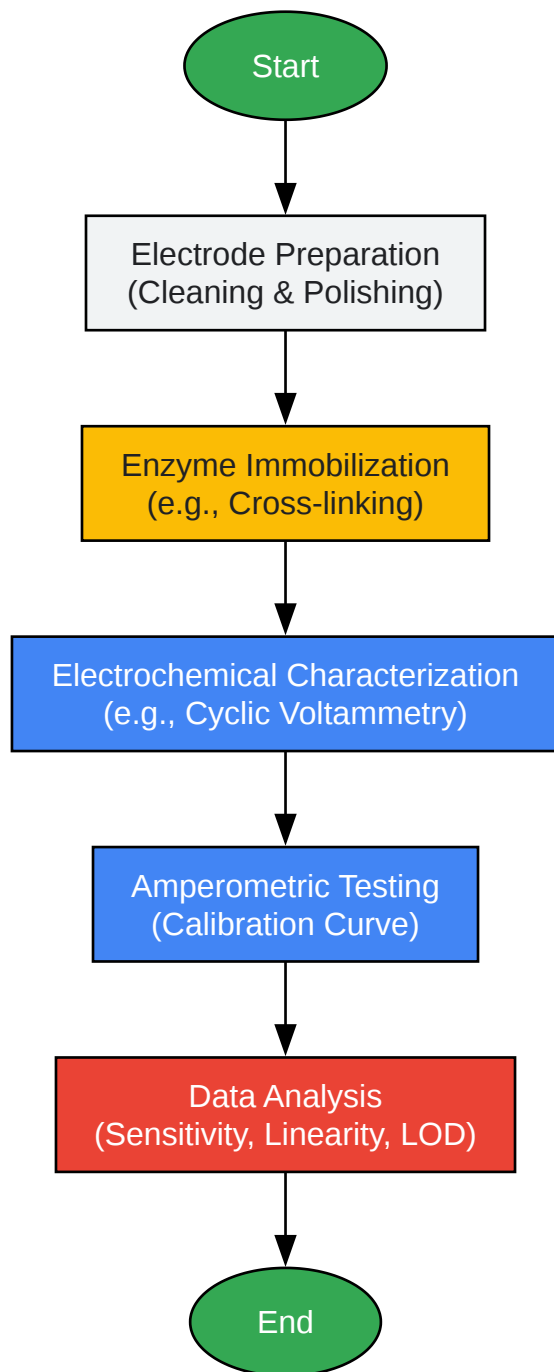 Start
Electrode Preparation
(Cleaning & Polishing)
Enzyme Immobilization
(e.g., Cross-linking)
Electrochemical Characterization
(e.g., Cyclic Voltammetry)
Amperometric Testing
(Calibration Curve)
Data Analysis
(Sensitivity, Linearity, LOD)
End